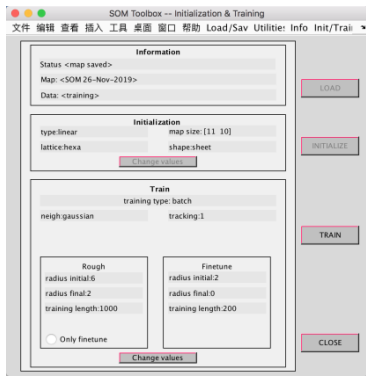 SOM Toolbox -- Initialization & Training
文件 编辑 查看 插入 工具 桌面 窗口 帮助 Load/Sav Utilities Info Init/Trai
Information
Status <map saved>
Map: <SOM 26-Nov-2019>
Data: <training>
LOAD
Initialization
type:linear map size: [11 10]
lattice:hexa shape:sheet
Change values
INITIALIZE
Train
training type: batch
neigh:gaussian tracking:1
TRAIN
Rough
radius initial:6
radius final:2
training length:1000
Only finetune
Finetune
radius initial:2
radius final:0
training length:200
Change values
CLOSE